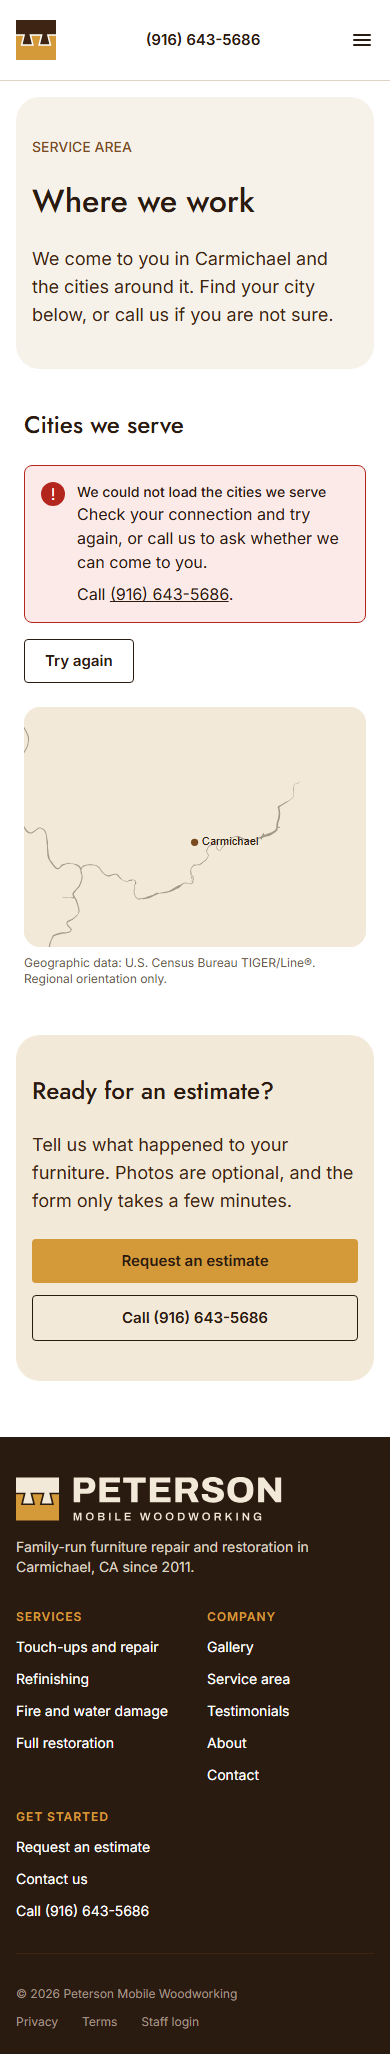 (916) 643-5686
SERVICE AREA
Where we work
We come to you in Carmichael and
the cities around it. Find your city
below, or call us if you are not sure.
Cities we serve
We could not load the cities we serve
Check your connection and try
again, or call us to ask whether we
can come to you.
Call (916) 643-5686.
Try again
Carmichael
Geographic data: U.S. Census Bureau TIGER/Line®.
Regional orientation only.
Ready for an estimate?
Tell us what happened to your
furniture. Photos are optional, and the
form only takes a few minutes.
Request an estimate
Call (916) 643-5686
PETERSON
MOBILE WOODWORKING
Family-run furniture repair and restoration in
Carmichael, CA since 2011.
SERVICES
Touch-ups and repair
Refinishing
Fire and water damage
Full restoration
COMPANY
Gallery
Service area
Testimonials
About
Contact
GET STARTED
Request an estimate
Contact us
Call (916) 643-5686
© 2026 Peterson Mobile Woodworking
Privacy Terms Staff login